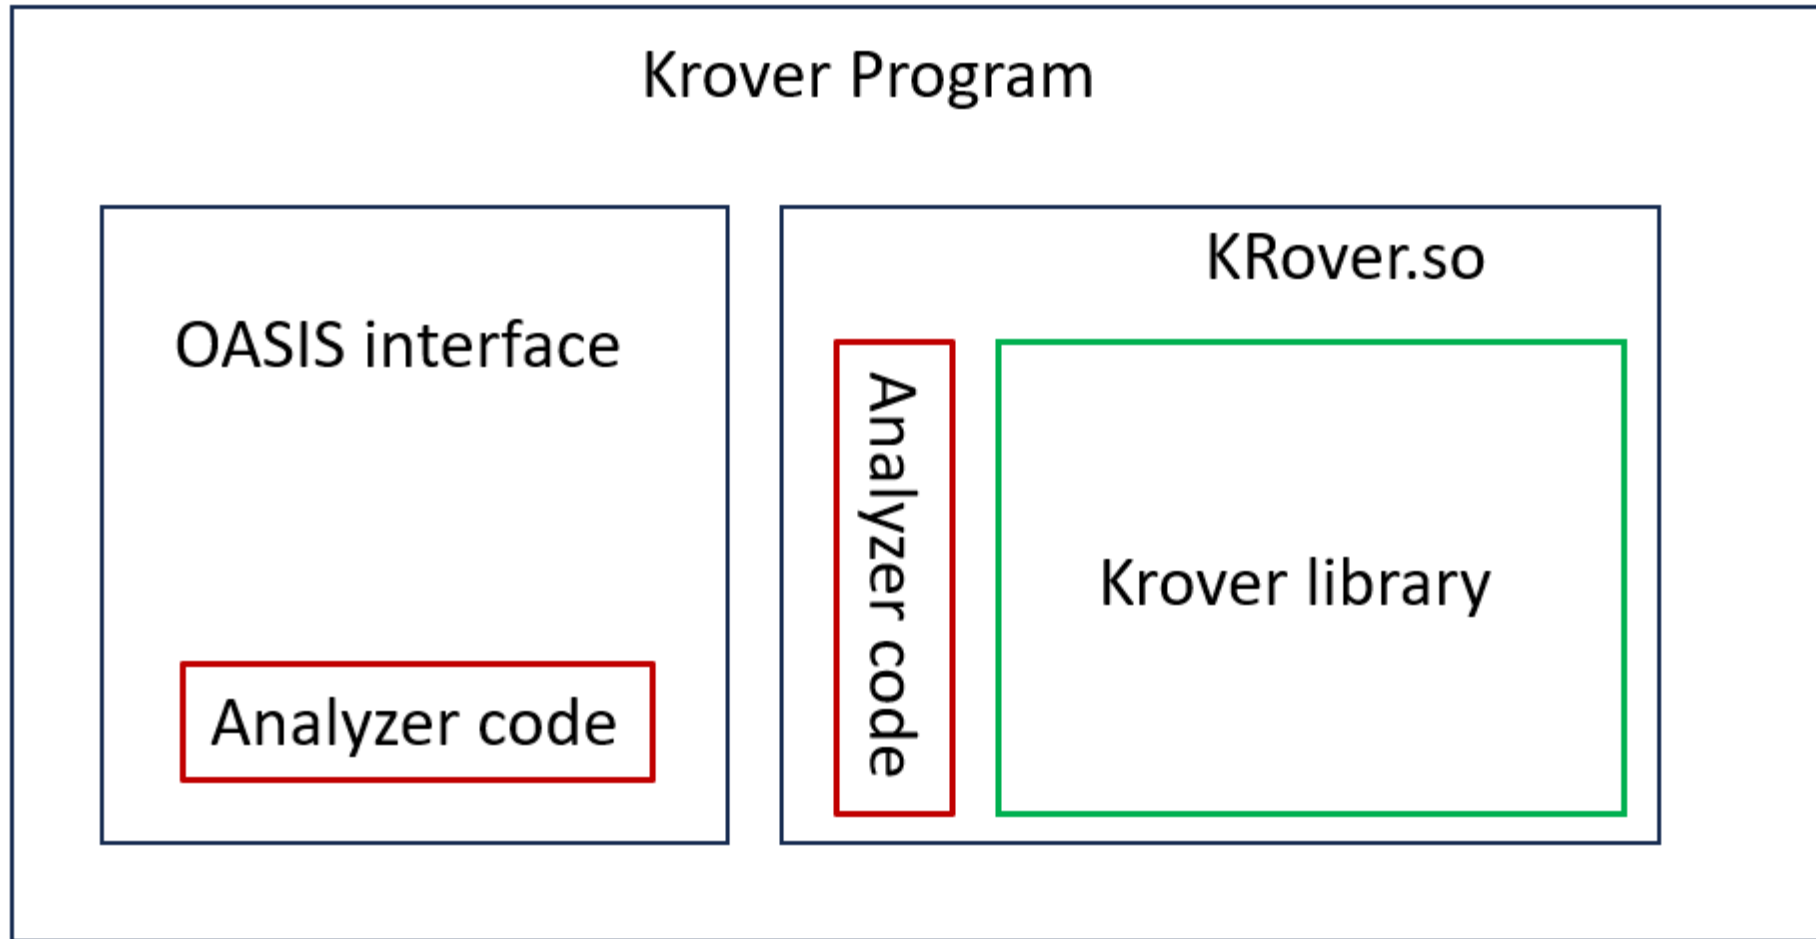 Krover Program
OASIS interface
Analyzer code
KRover.so
Analyzer code
Krover library